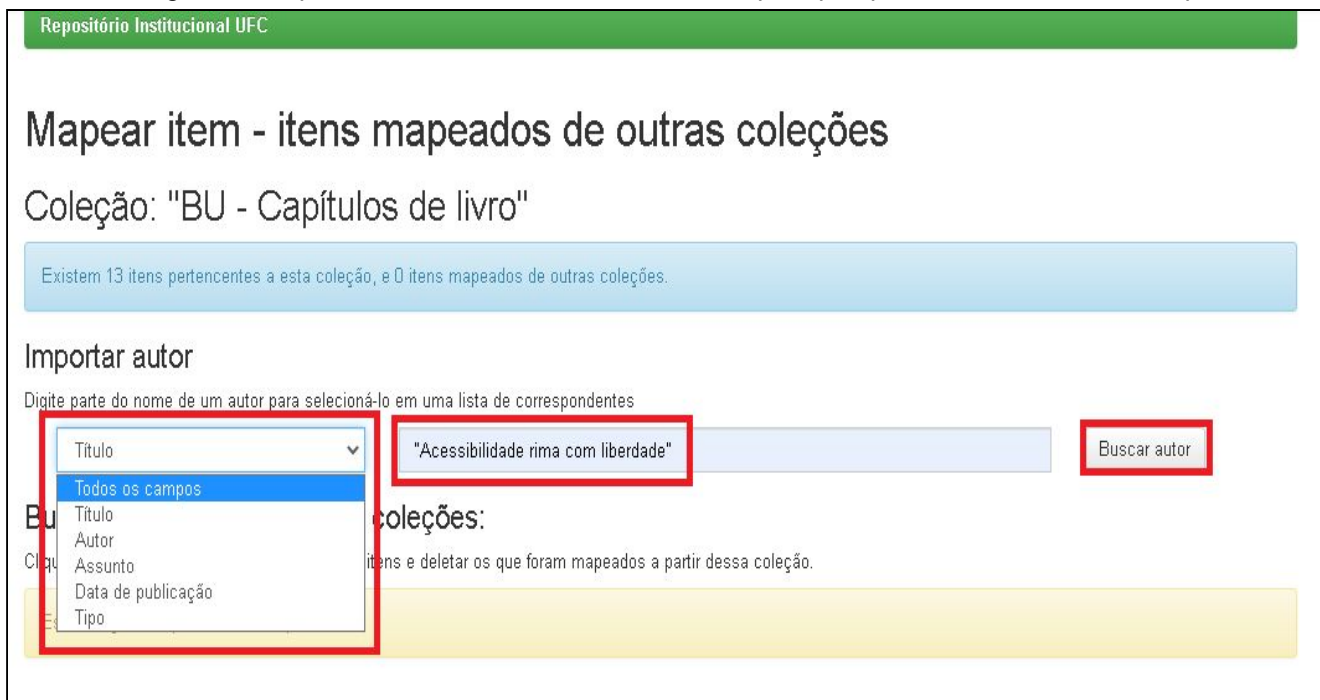 Repositório Institucional UFC
Mapear item - itens mapeados de outras coleções
Coleção: "BU - Capítulos de livro"
Existem 13 itens pertencentes a esta coleção, e 0 itens mapeados de outras coleções.
Importar autor
Digite parte do nome de um autor para selecioná-lo em uma lista de correspondentes
Título "Acessibilidade rima com liberdade" Buscar autor
Todos os campos
Título
Autor
Assunto
Data de publicação
Tipo
coleções:
itens e deletar os que foram mapeados a partir dessa coleção.